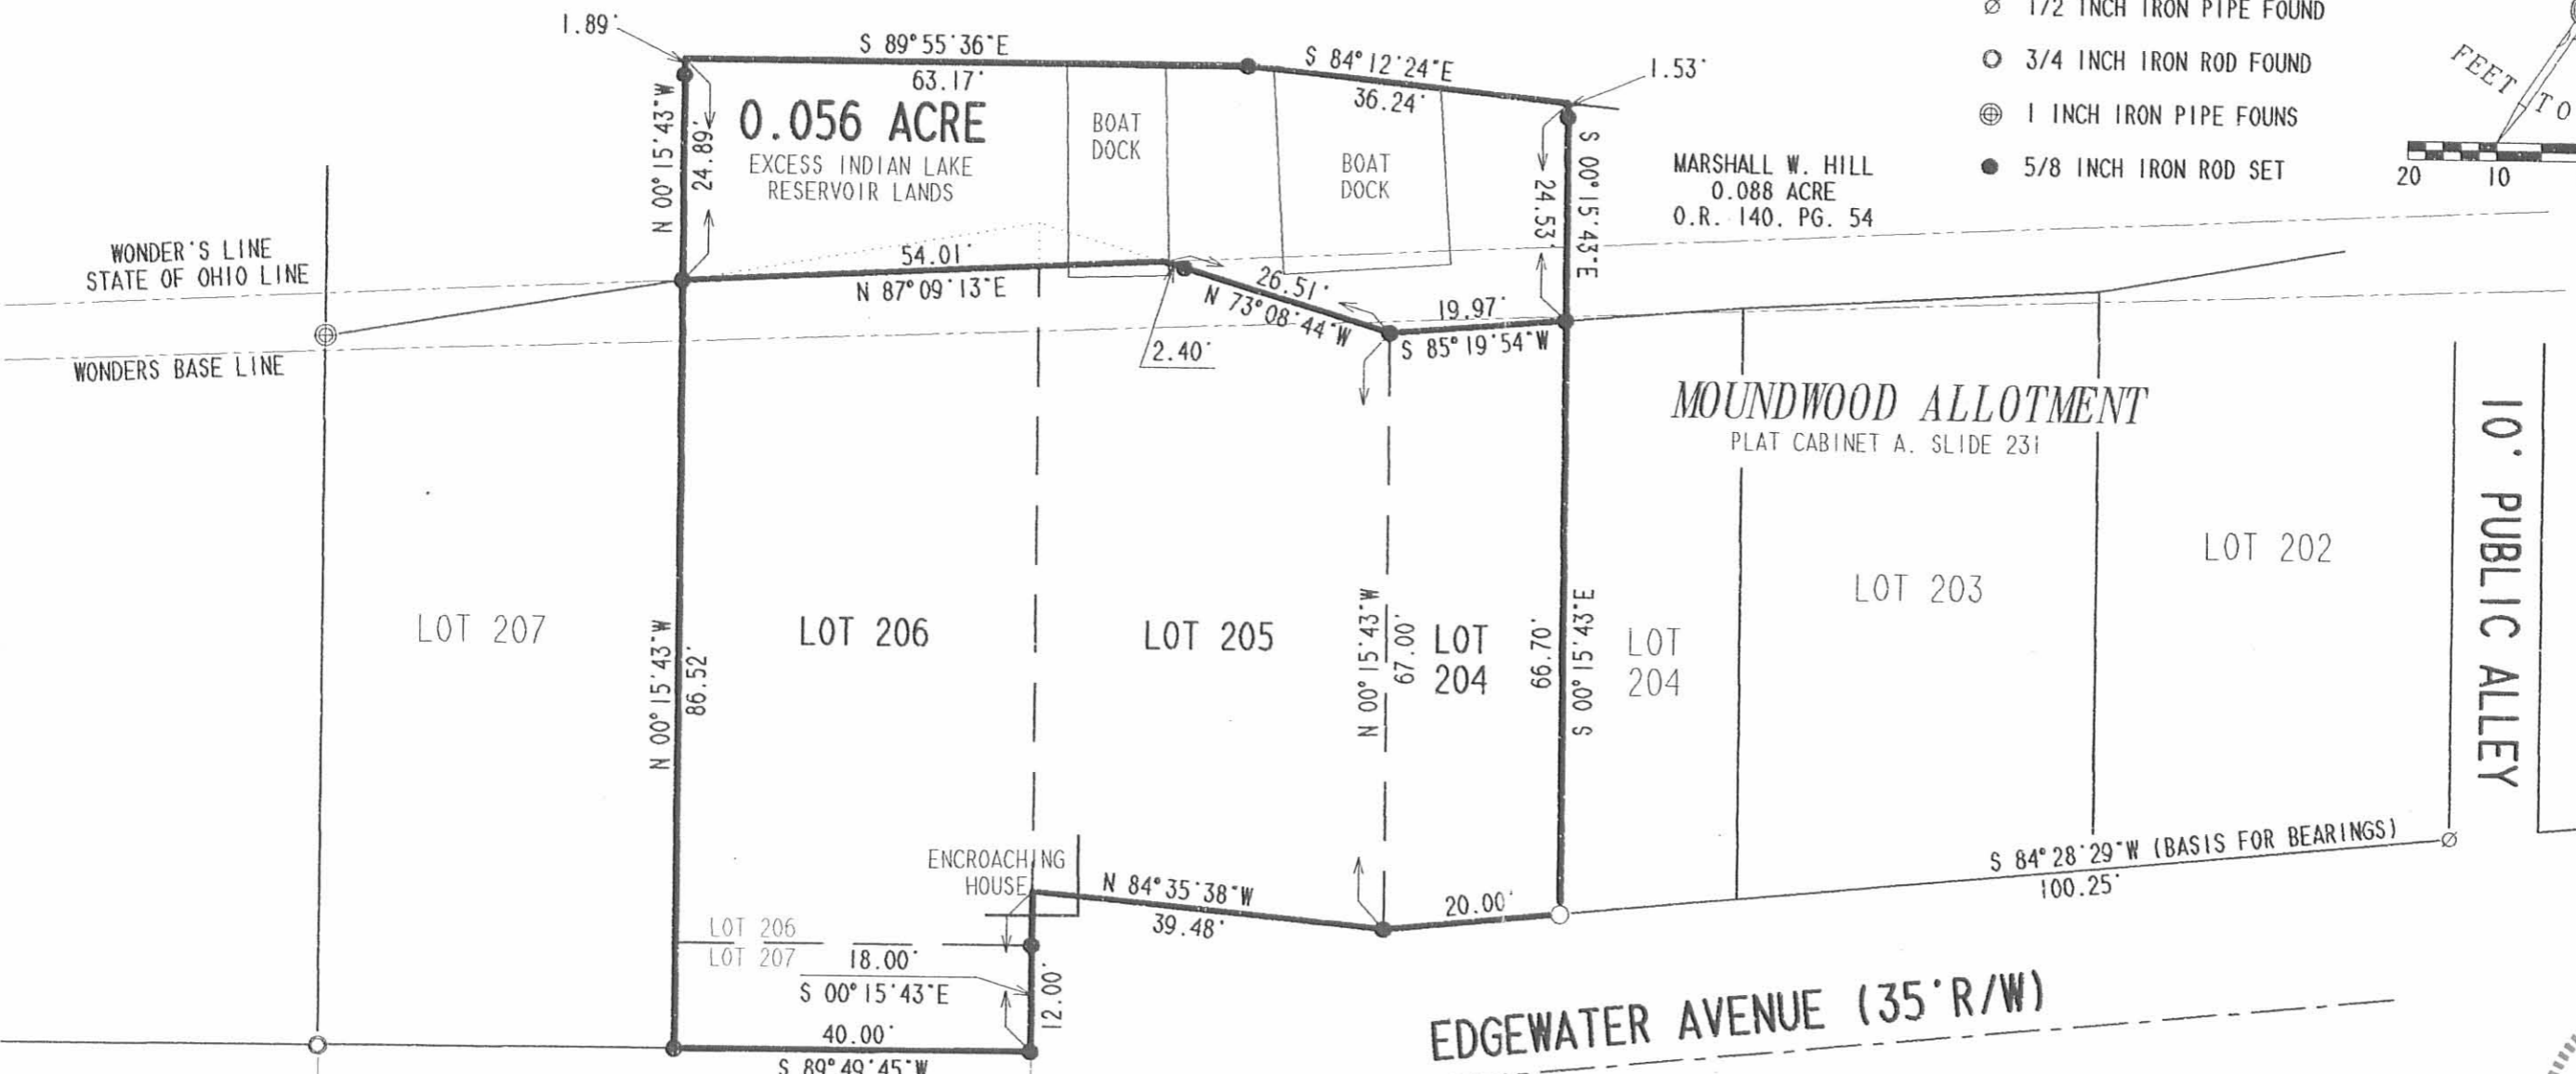 1.89'
S 89°55'36"E
63.17'
S 84°12'24"E
36.24'
1.53'
1/2 INCH IRON PIPE FOUND
3/4 INCH IRON ROD FOUND
1 INCH IRON PIPE FOUNS
5/8 INCH IRON ROD SET
FEET
TO
20 10
N 00°15'43"W
24.89'
0.056 ACRE
EXCESS INDIAN LAKE
RESERVOIR LANDS
BOAT
DOCK
BOAT
DOCK
24.53'
S 00°15'43"E
MARSHALL W. HILL
0.088 ACRE
O.R. 140. PG. 54
WONDER'S LINE
STATE OF OHIO LINE
WONDERS BASE LINE
54.01'
N 87°09'13"E
26.51'
N 73°08'44"W
2.40'
19.97'
S 85°19'54"W
MOUNDWOOD ALLOTMENT
PLAT CABINET A. SLIDE 231
10' PUBLIC ALLEY
LOT 207
N 00°15'43"W
86.52'
LOT 206
LOT 205
N 00°15'43"W
67.00'
LOT
204
66.70'
S 00°15'43"E
LOT
204
LOT 203
LOT 202
ENCROACHING
HOUSE
N 84°35'38"W
39.48'
20.00'
S 84°28'29"W (BASIS FOR BEARINGS)
100.25'
LOT 206
LOT 207
18.00'
S 00°15'43"E
12.00'
40.00'
S 89°49'45"W
EDGEWATER AVENUE (35'R/W)